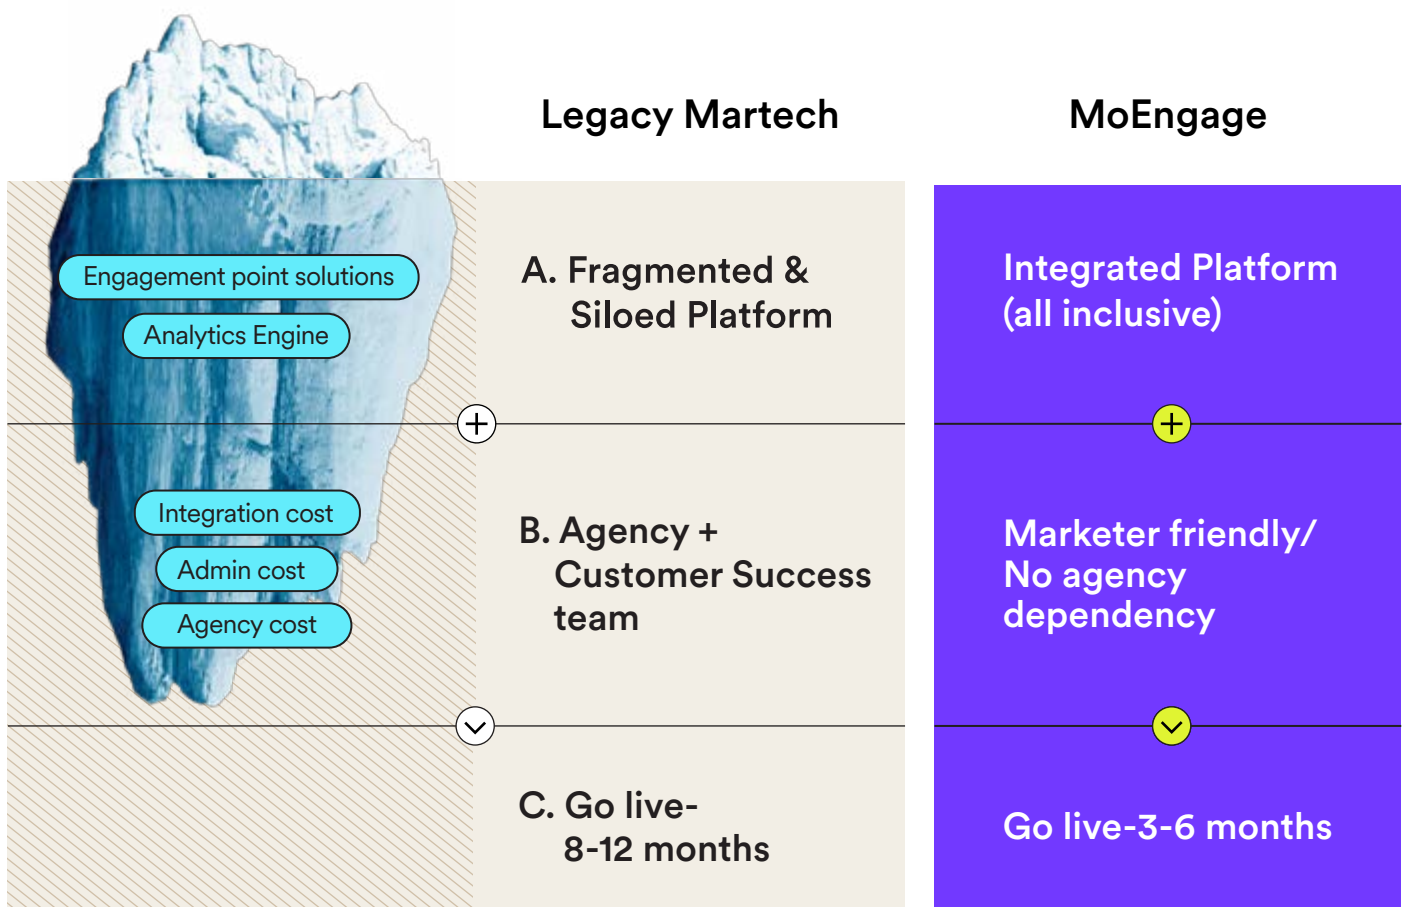 Legacy Martech
MoEngage
Engagement point solutions
Analytics Engine
A. Fragmented &
Siloed Platform
Integrated Platform
(all inclusive)
Integration cost
Admin cost
Agency cost
B. Agency +
Customer Success
team
Marketer friendly/
No agency
dependency
C. Go live-
8-12 months
Go live-3-6 months